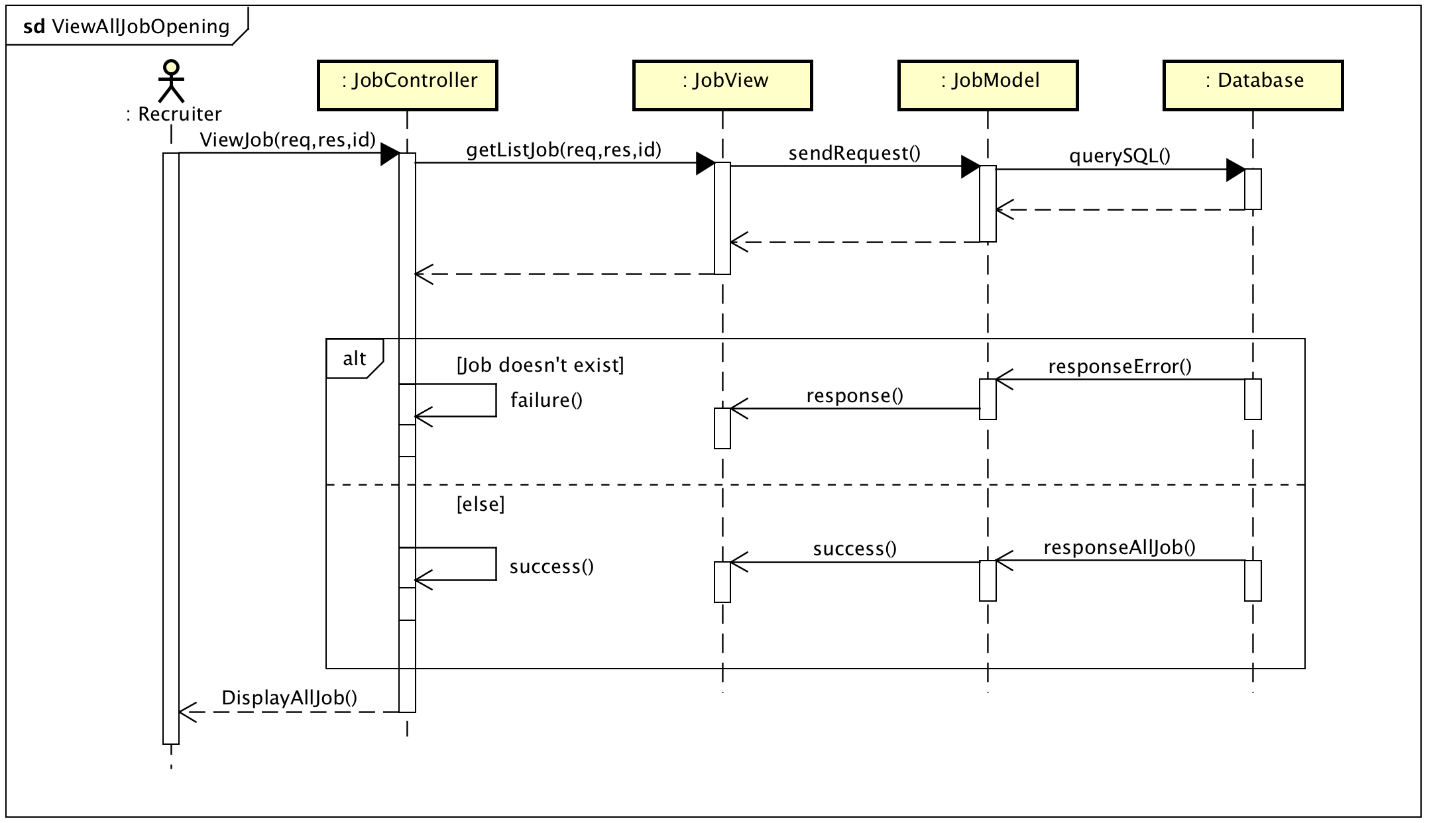 sd ViewAllJobOpening
: Recruiter
: JobController
: JobView
: JobModel
: Database
ViewJob(req,res,id)
getListJob(req,res,id)
sendRequest()
querySQL()
alt
[Job doesn't exist]
responseError()
failure()
response()
[else]
success()
success()
responseAllJob()
DisplayAllJob()